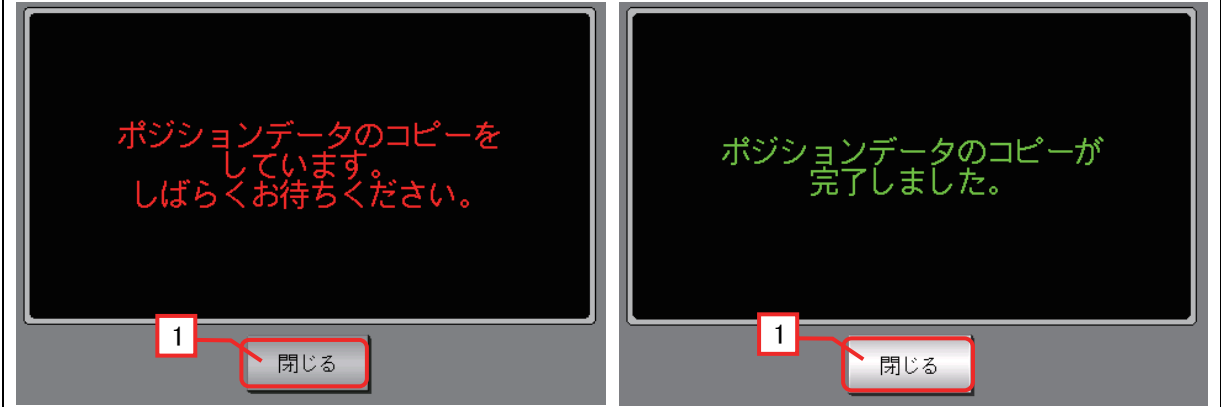 ポジションデータのコピーを
しています。
しばらくお待ちください。
1
閉じる
ポジションデータのコピーが
完了しました。
1
閉じる